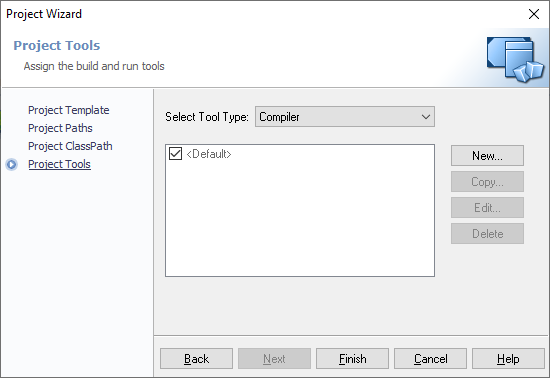 Project Wizard
Project Tools
Assign the build and run tools
Project Template
Project Paths
Project ClassPath
Project Tools
Select Tool Type: Compiler
<Default>
New...
Copy...
Edit...
Delete
Back Next Finish Cancel Help